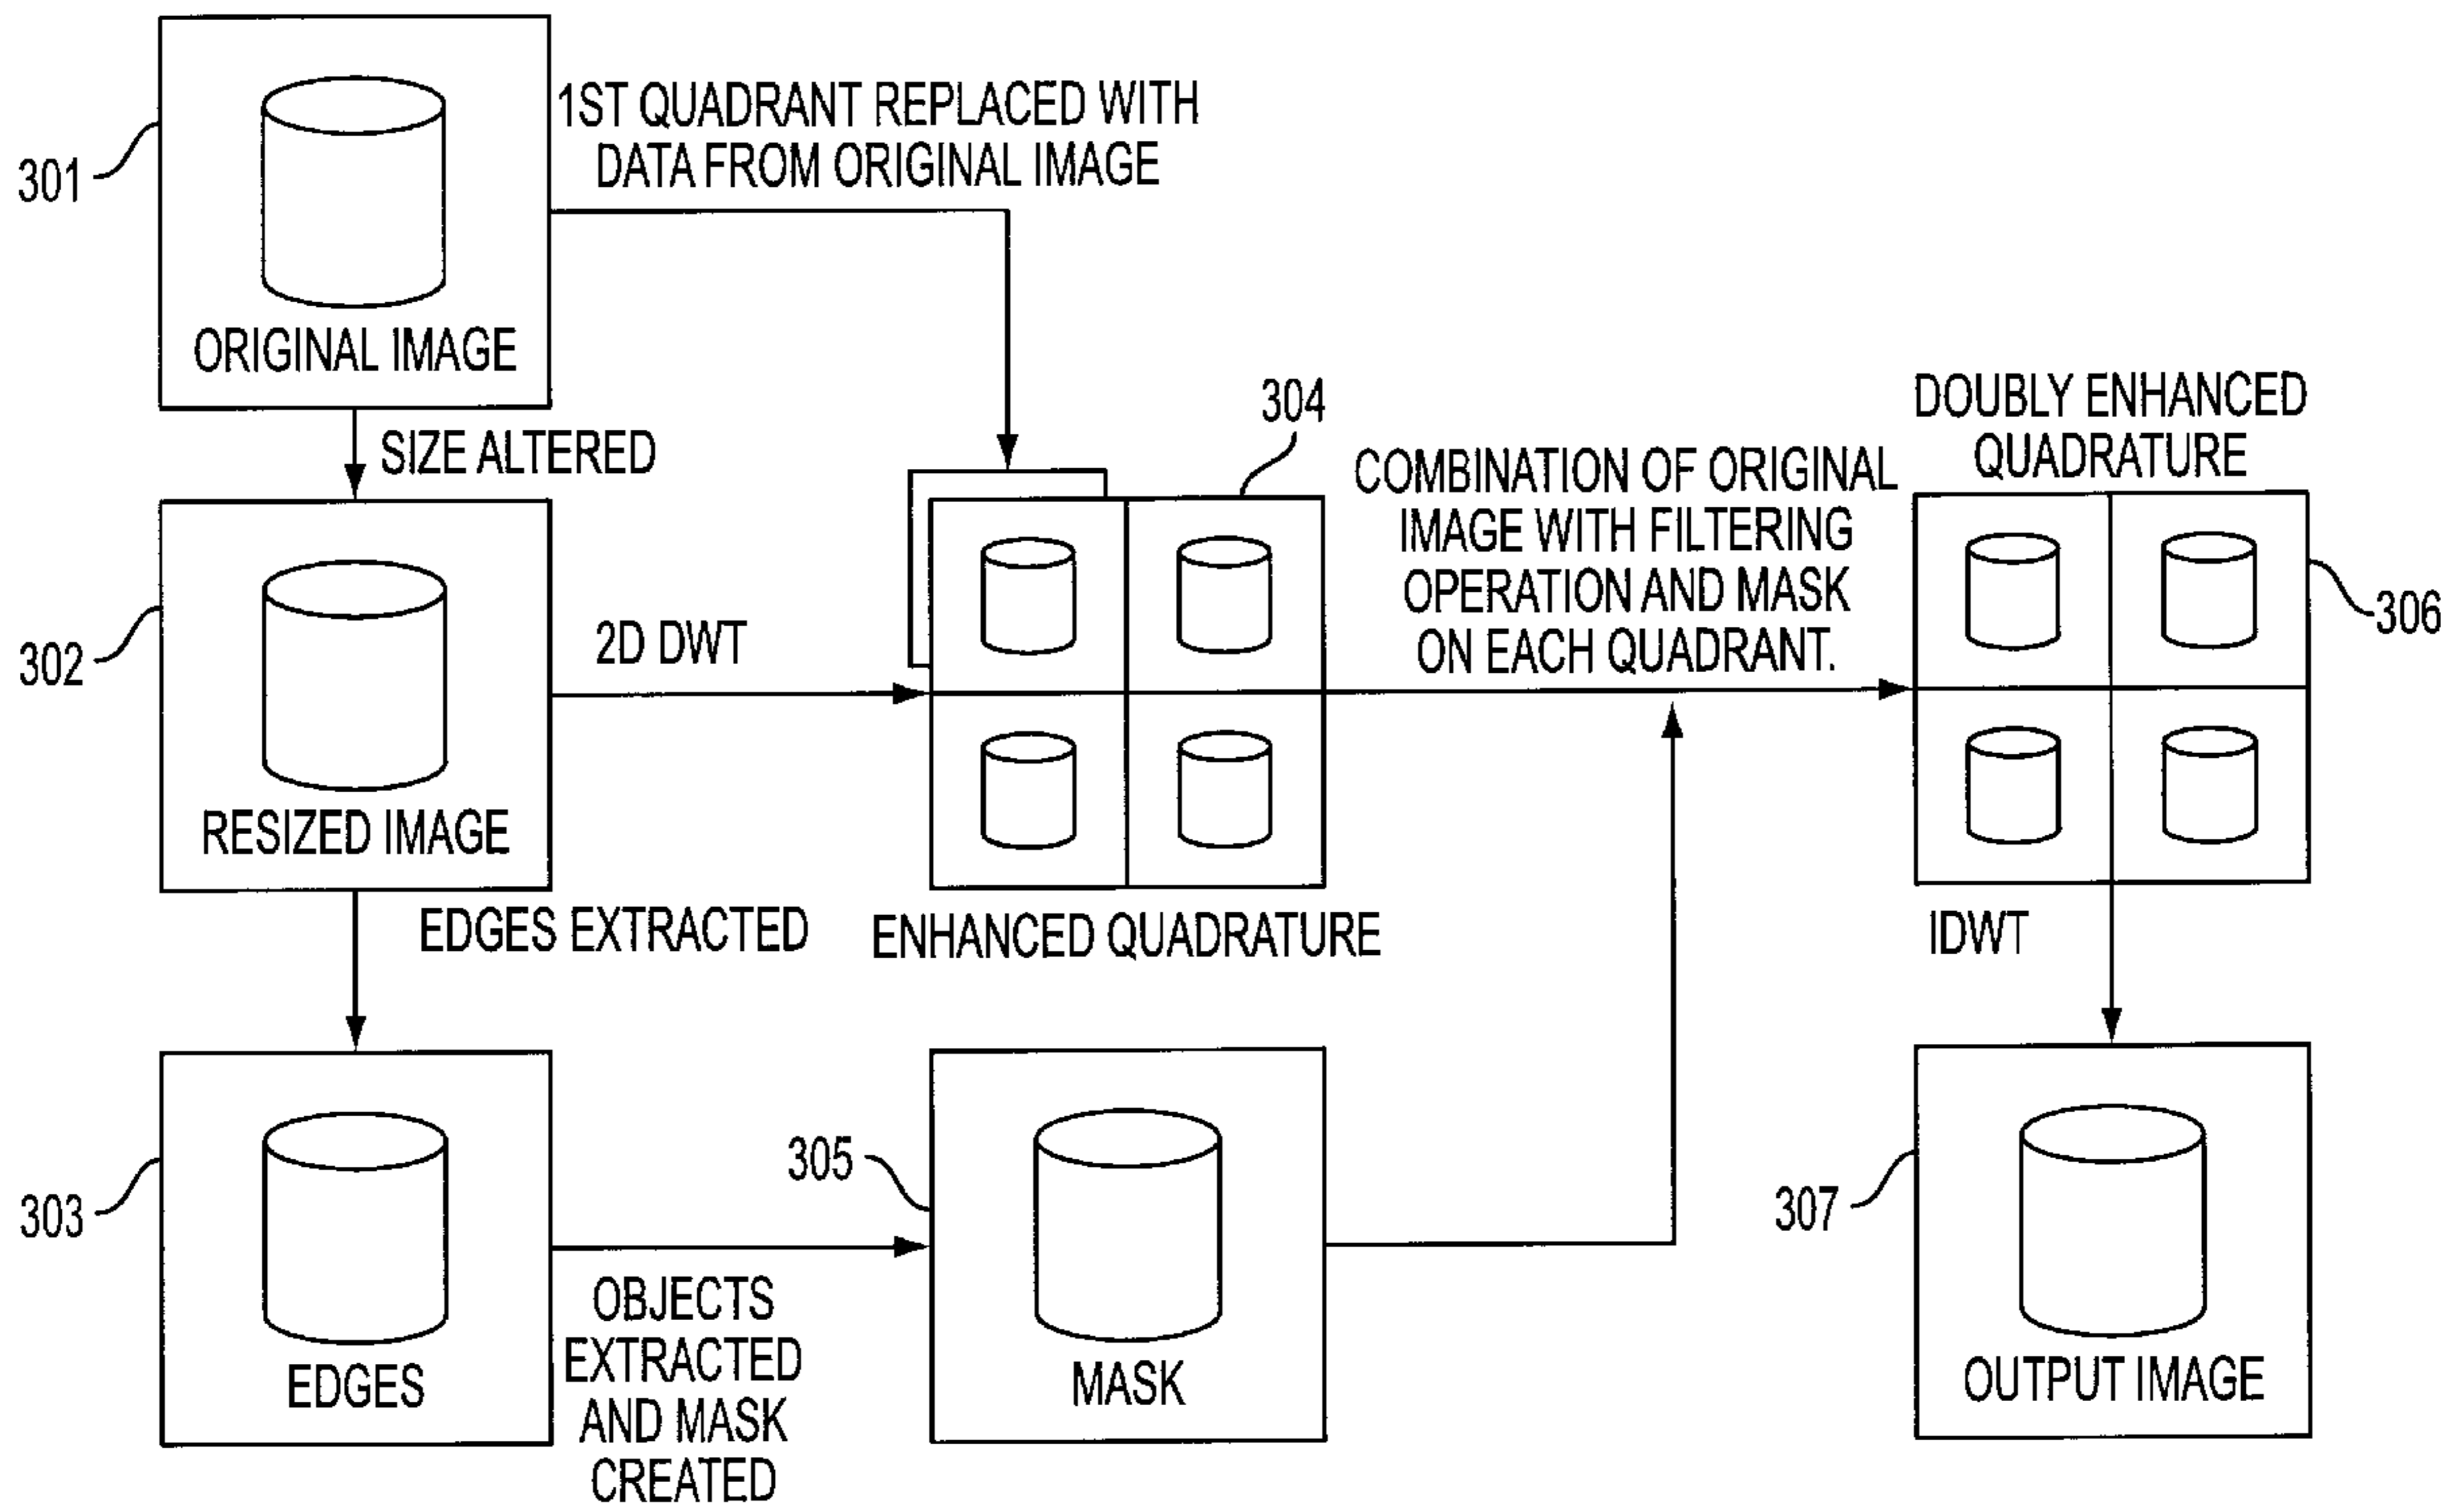 1ST QUADRANT REPLACED WITH
DATA FROM ORIGINAL IMAGE
301
ORIGINAL IMAGE
SIZE ALTERED
304
DOUBLY ENHANCED
QUADRATURE
COMBINATION OF ORIGINAL
IMAGE WITH FILTERING
OPERATION AND MASK
ON EACH QUADRANT.
306
302
2D DWT
RESIZED IMAGE
EDGES EXTRACTED
ENHANCED QUADRATURE
IDWT
303
305
307
EDGES
OBJECTS
EXTRACTED
AND MASK
CREATED
MASK
OUTPUT IMAGE